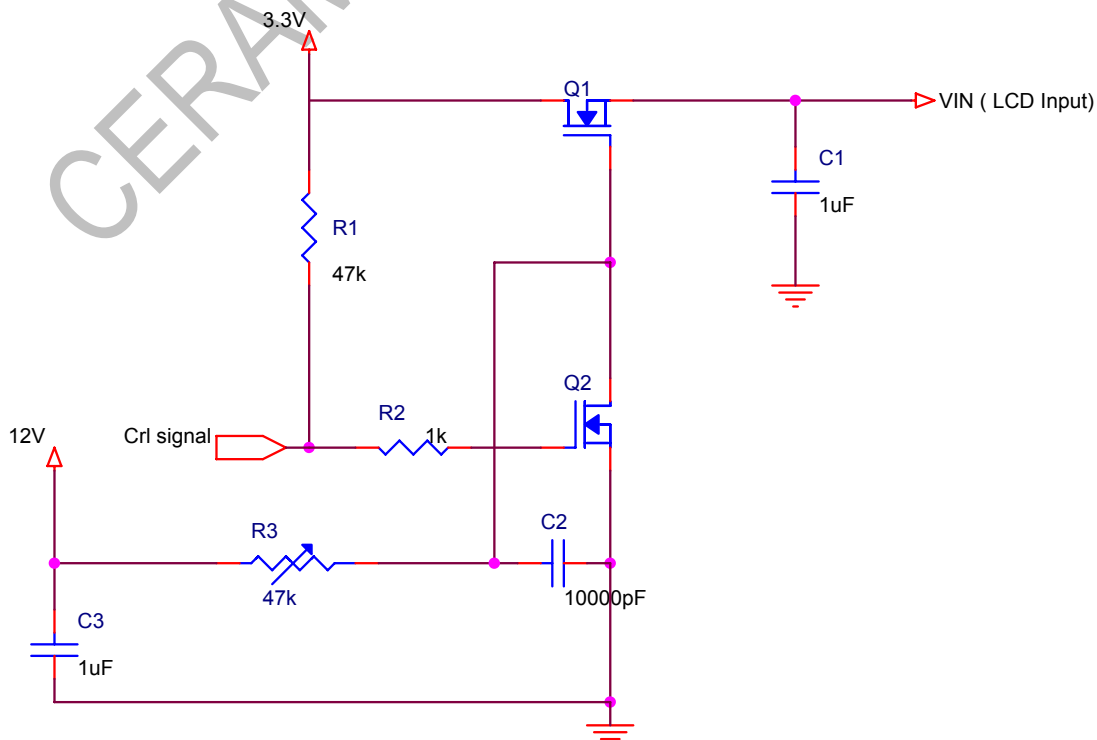 CERAM
3.3V
Q1
VIN ( LCD Input)
C1
1uF
R1
47k
Q2
12V
Crl signal
R2
1k
R3
47k
C2
10000pF
C3
1uF